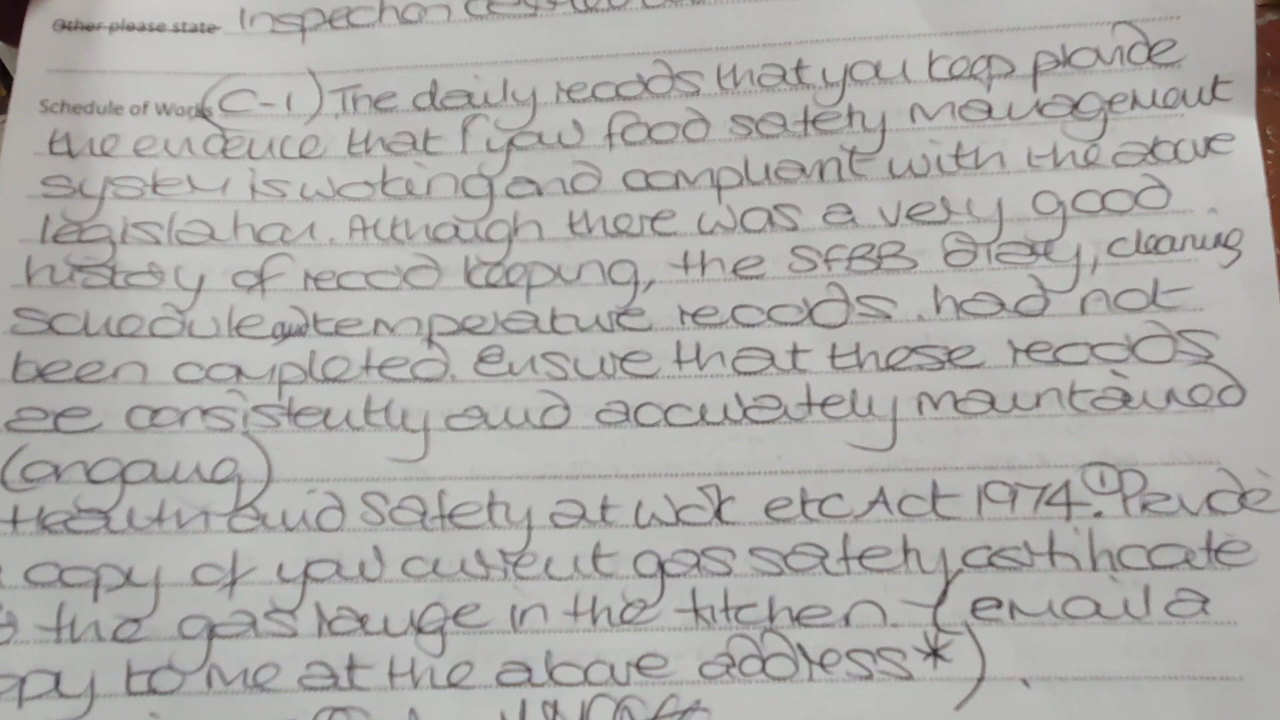 Other please state Inspection
Schedule of Works (C-1). The daily records that you keep provide
the evidence that your food safety management
system is working and compliant with the above
legislation. Although there was a very good
history of record keeping, the SFBB Diary, cleaning
schedule and temperature records had not
been completed. Ensure that these records
are consistently and accurately maintained
(ongoing)
Health and Safety at Work etc Act 1974. ① Provide
copy of your current gas safety certificate
the gas range in the kitchen. (email a
copy to me at the above address*).